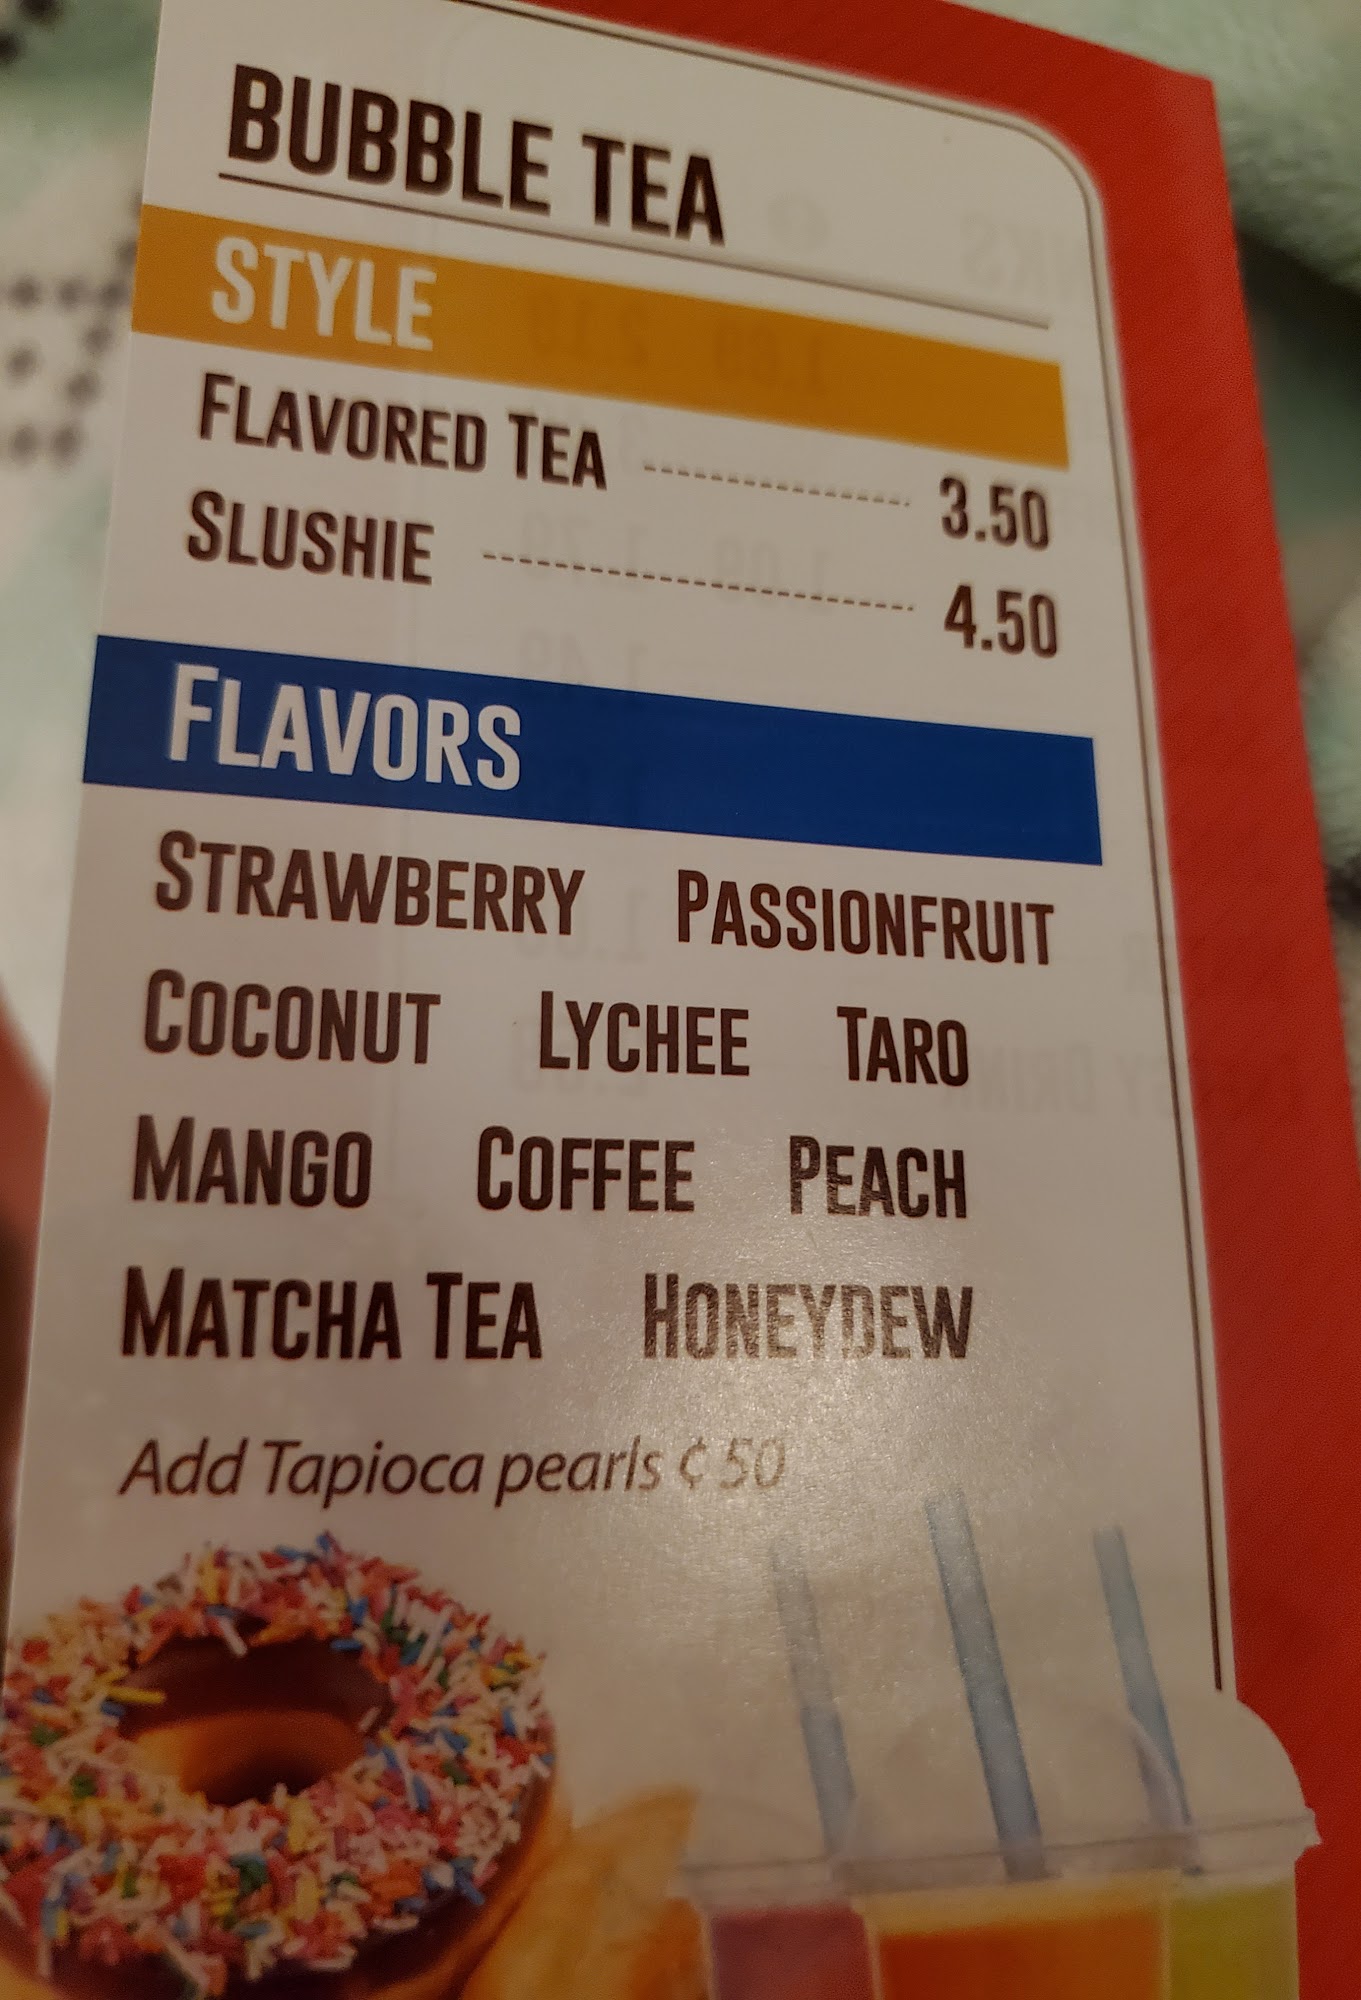 BUBBLE TEA
STYLE
FLAVORED TEA ---------------- 3.50
SLUSHIE -------------------------- 4.50
FLAVORS
STRAWBERRY PASSIONFRUIT
COCONUT LYCHEE TARO
MANGO COFFEE PEACH
MATCHA TEA HONEYDEW
Add Tapioca pearls ¢ 50